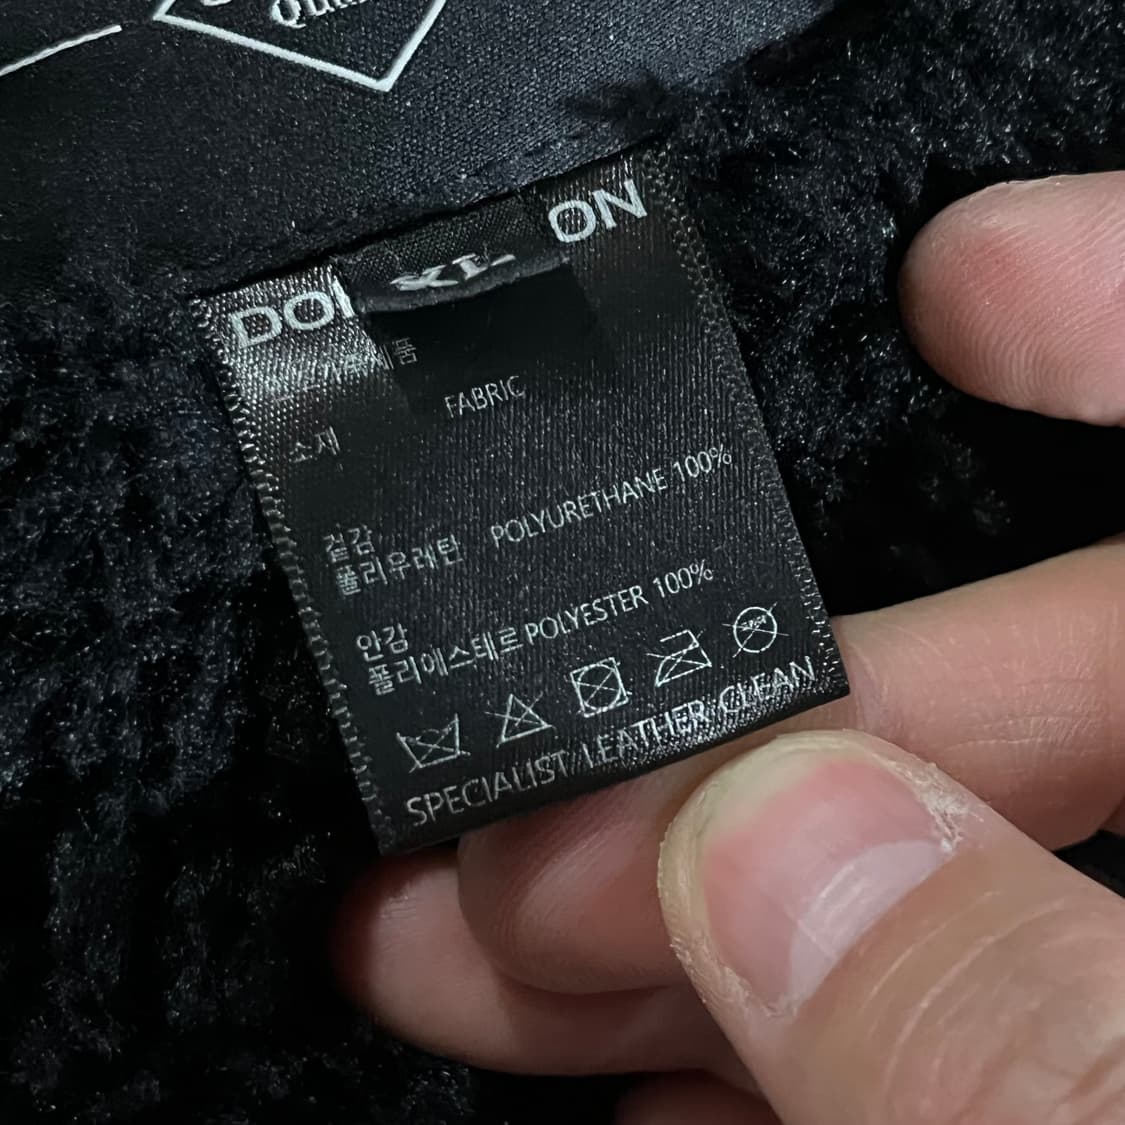 XL
ON
FABRIC
소재
겉감
폴리우레탄 POLYURETHANE 100%
안감
폴리에스테르 POLYESTER 100%
SPECIALIST LEATHER CLEAN